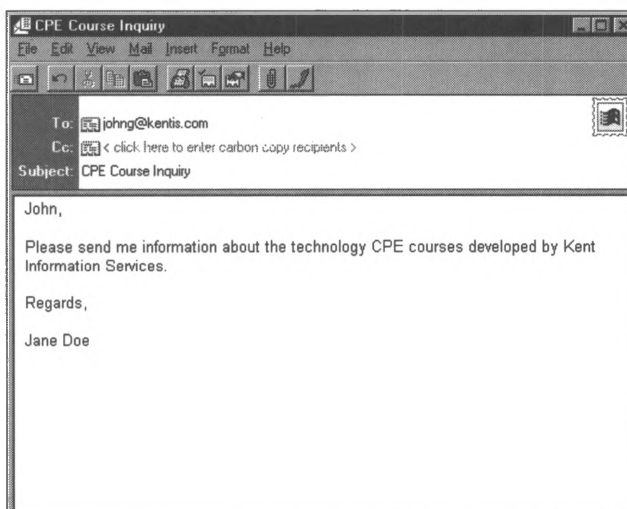 CPE Course Inquiry
File Edit View Mail Insert Format Help
To: johng@kentis.com
Cc: < click here to enter carbon copy recipients >
Subject: CPE Course Inquiry
John,
Please send me information about the technology CPE courses developed by Kent
Information Services.
Regards,
Jane Doe